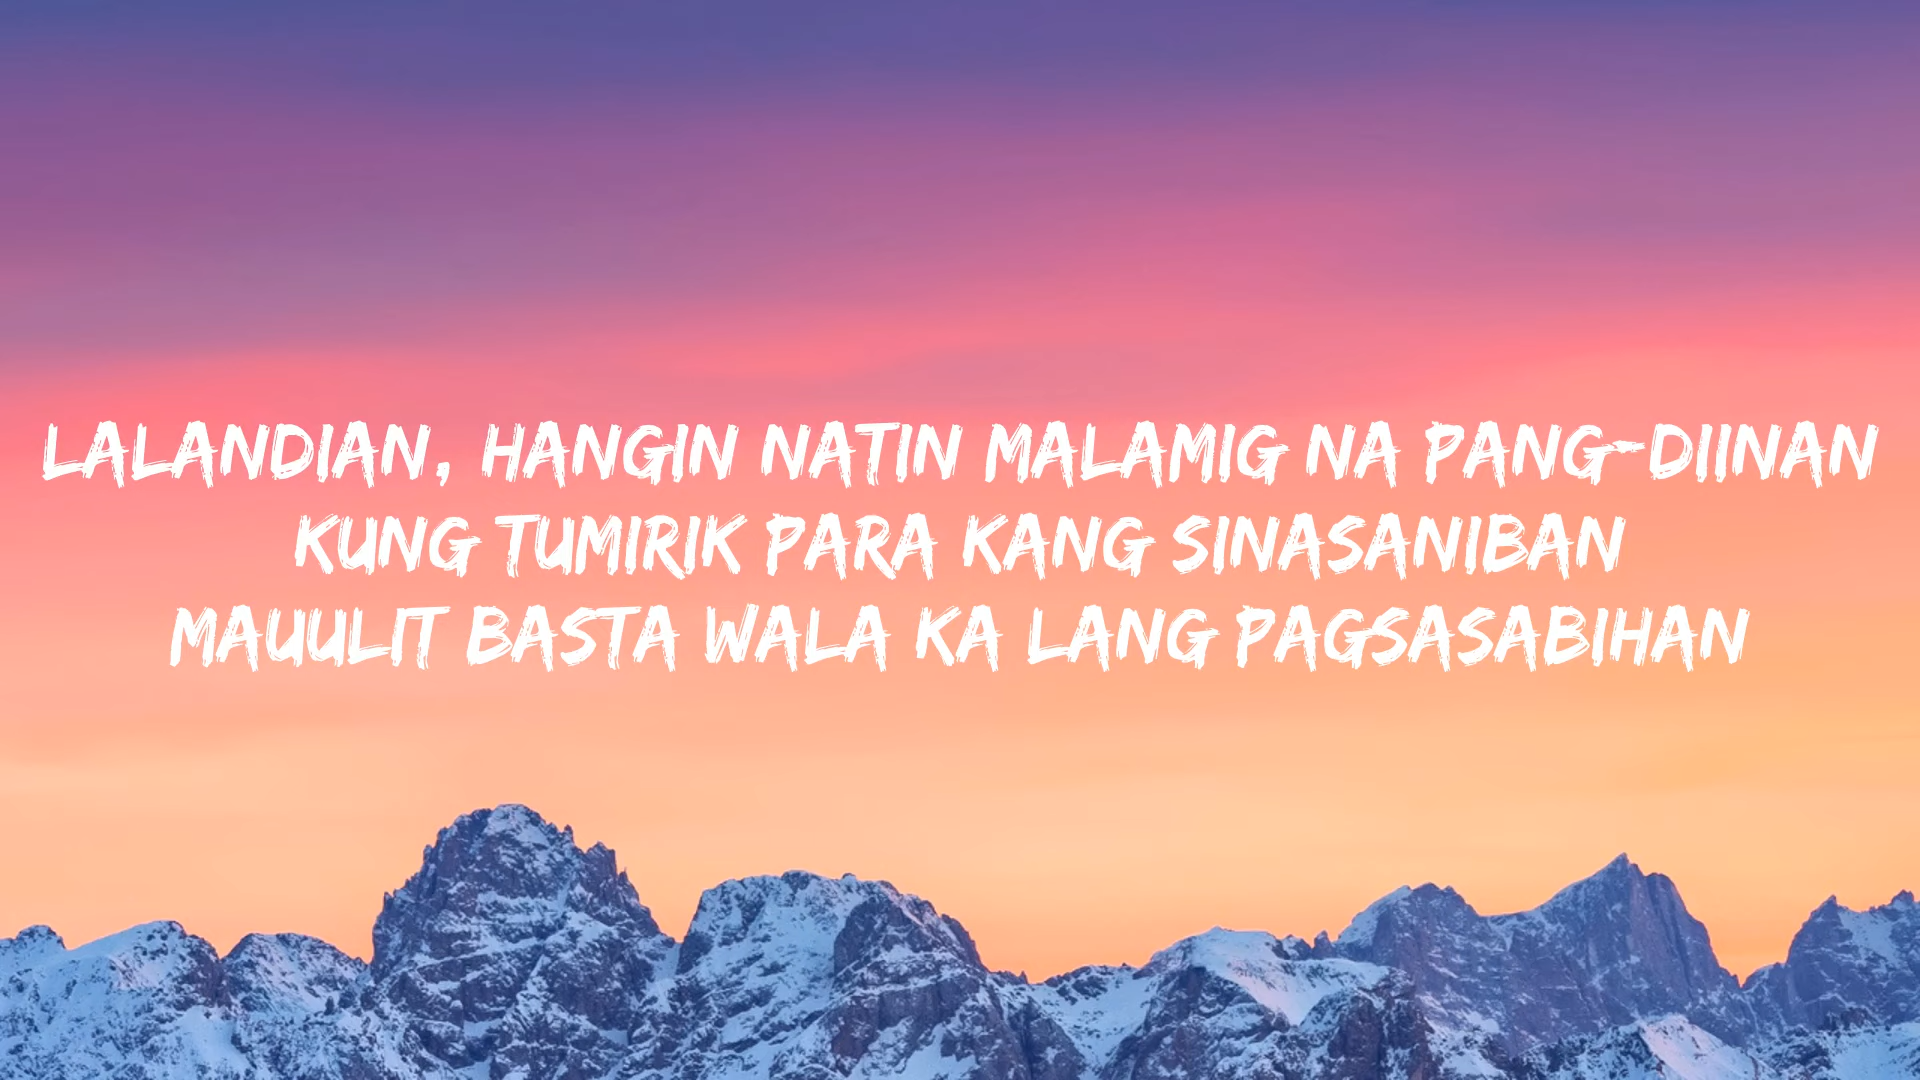 LALANDIAN, HANGIN NATIN MALAMIG NA PANG-DIINAN
KUNG TUMIRIK PARA KANG SINASANIBAN
MAUULIT BASTA WALA KA LANG PAGSASABIHAN